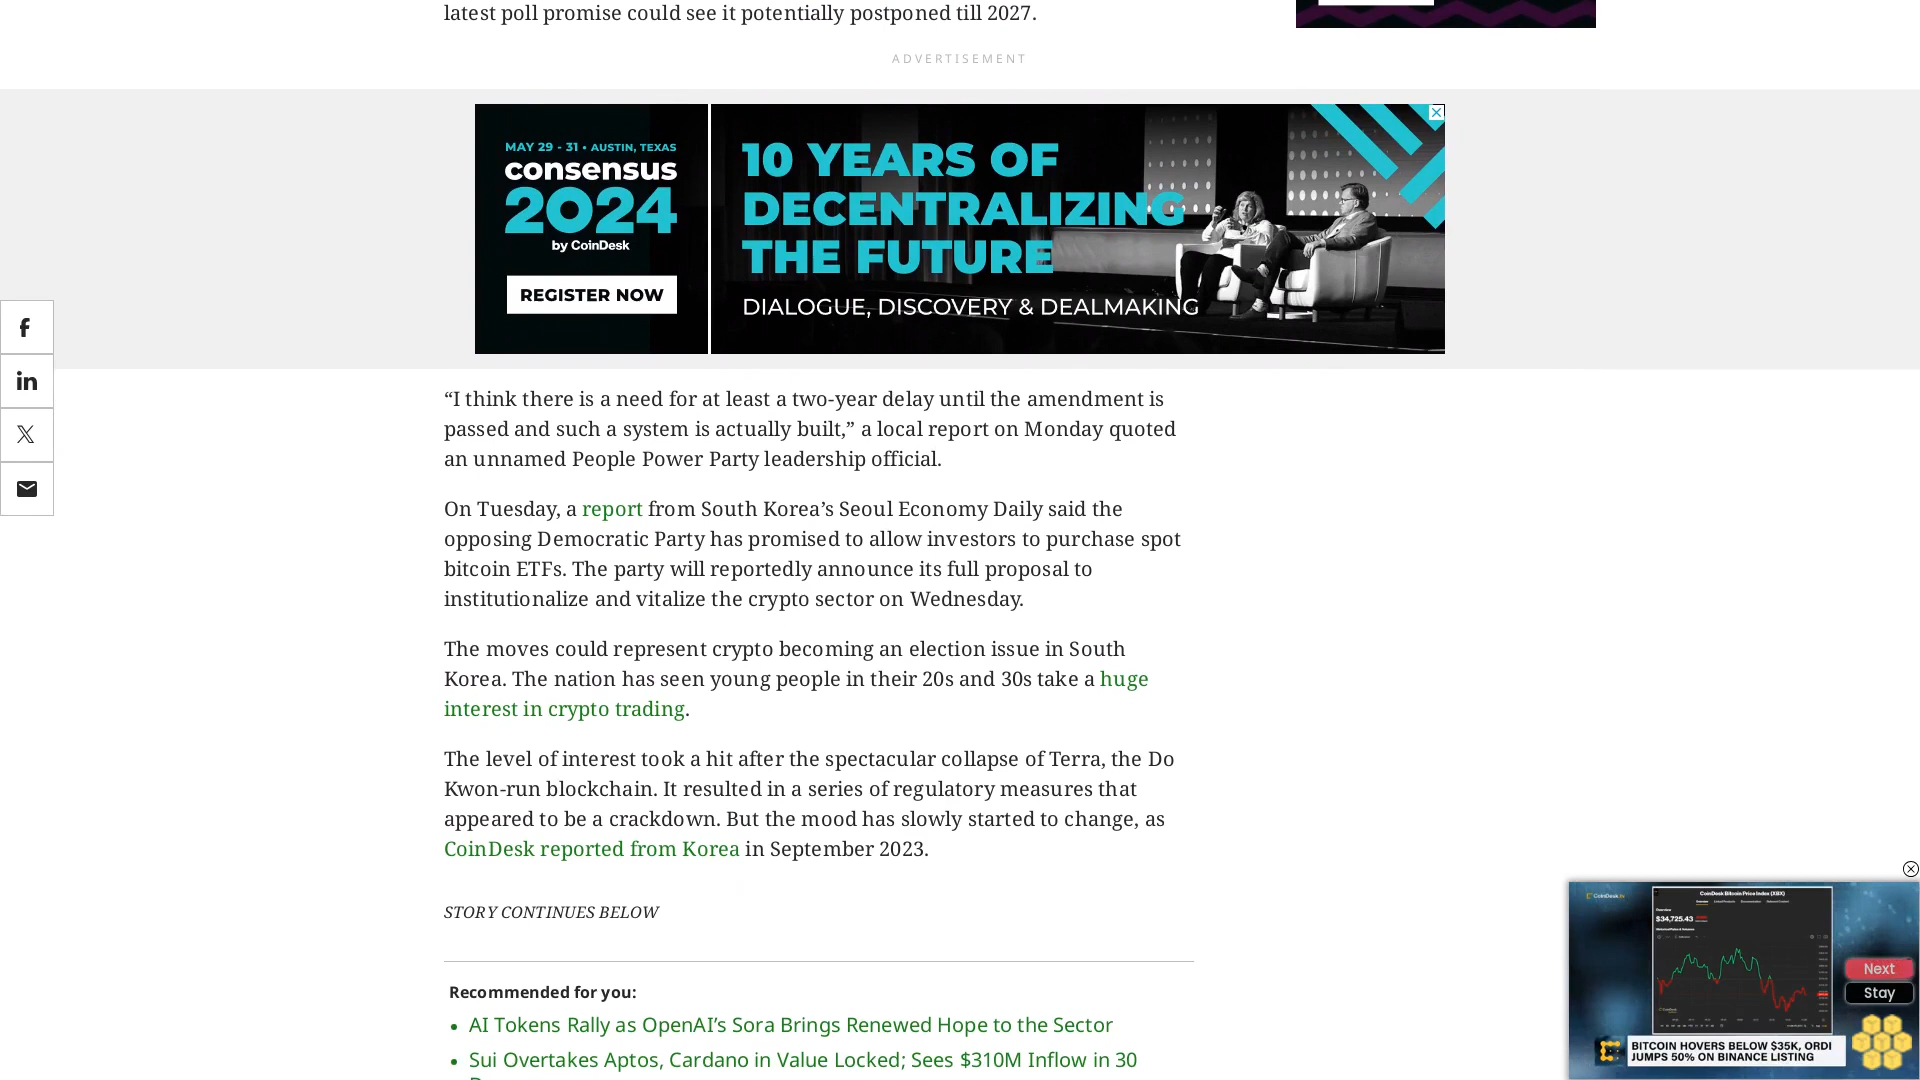 latest poll promise could see it potentially postponed till 2027.
ADVERTISEMENT
MAY 29 - 31 • AUSTIN, TEXAS
consensus
2024
by CoinDesk
REGISTER NOW
10 YEARS OF
DECENTRALIZING
THE FUTURE
DIALOGUE, DISCOVERY & DEALMAKING
“I think there is a need for at least a two-year delay until the amendment is
passed and such a system is actually built,” a local report on Monday quoted
an unnamed People Power Party leadership official.
On Tuesday, a report from South Korea’s Seoul Economy Daily said the
opposing Democratic Party has promised to allow investors to purchase spot
bitcoin ETFs. The party will reportedly announce its full proposal to
institutionalize and vitalize the crypto sector on Wednesday.
The moves could represent crypto becoming an election issue in South
Korea. The nation has seen young people in their 20s and 30s take a huge
interest in crypto trading.
The level of interest took a hit after the spectacular collapse of Terra, the Do
Kwon-run blockchain. It resulted in a series of regulatory measures that
appeared to be a crackdown. But the mood has slowly started to change, as
CoinDesk reported from Korea in September 2023.
STORY CONTINUES BELOW
Recommended for you:
• AI Tokens Rally as OpenAI’s Sora Brings Renewed Hope to the Sector
• Sui Overtakes Aptos, Cardano in Value Locked; Sees $310M Inflow in 30
CoinDesk Bitcoin Price Index (XBX)
$34,725.43
Next
Stay
BITCOIN HOVERS BELOW $35K, ORDI
JUMPS 50% ON BINANCE LISTING